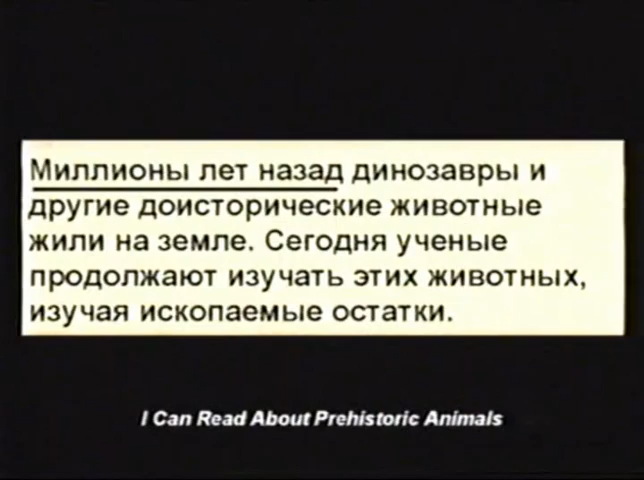 Миллионы лет назад динозавры и
другие доисторические животные
жили на земле. Сегодня ученые
продолжают изучать этих животных,
изучая ископаемые остатки.
I Can Read About Prehistoric Animals